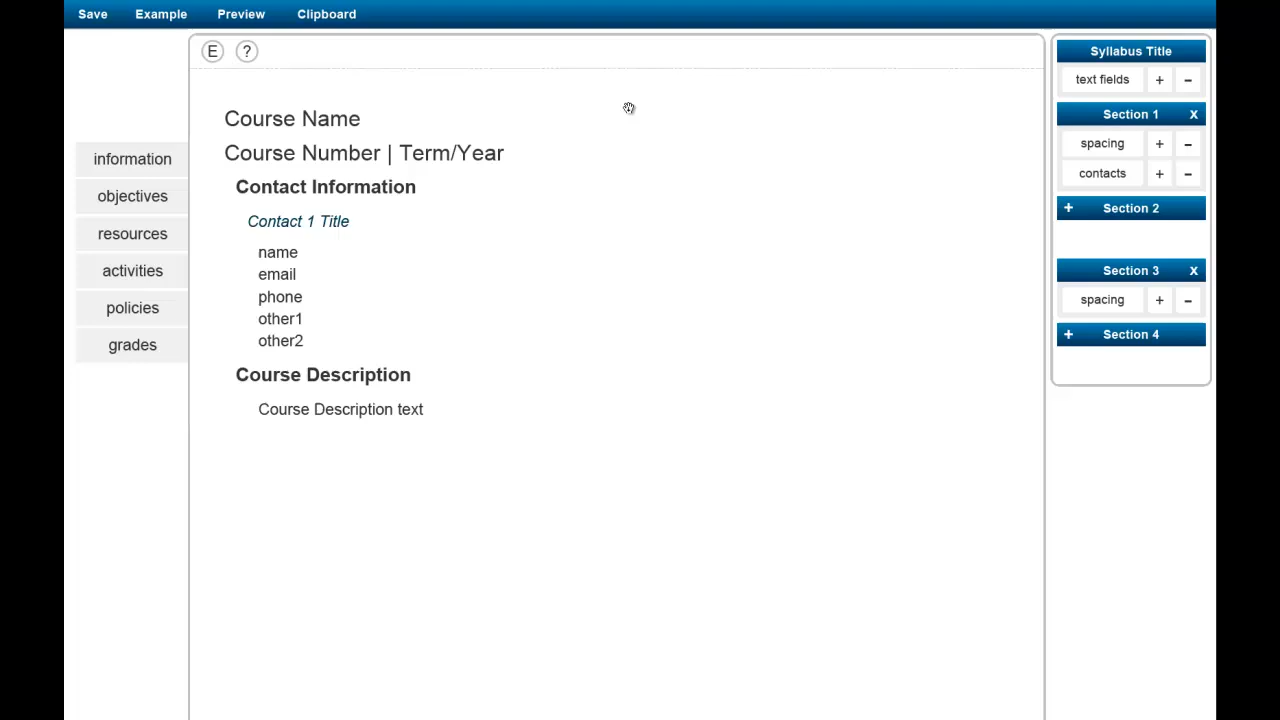 Save Example Preview Clipboard
E ?
Course Name
Course Number | Term/Year
Contact Information
Contact 1 Title
name
email
phone
other1
other2
Course Description
Course Description text
information
objectives
resources
activities
policies
grades
Syllabus Title
text fields + -
Section 1 X
spacing + -
contacts + -
+ Section 2
Section 3 X
spacing + -
+ Section 4